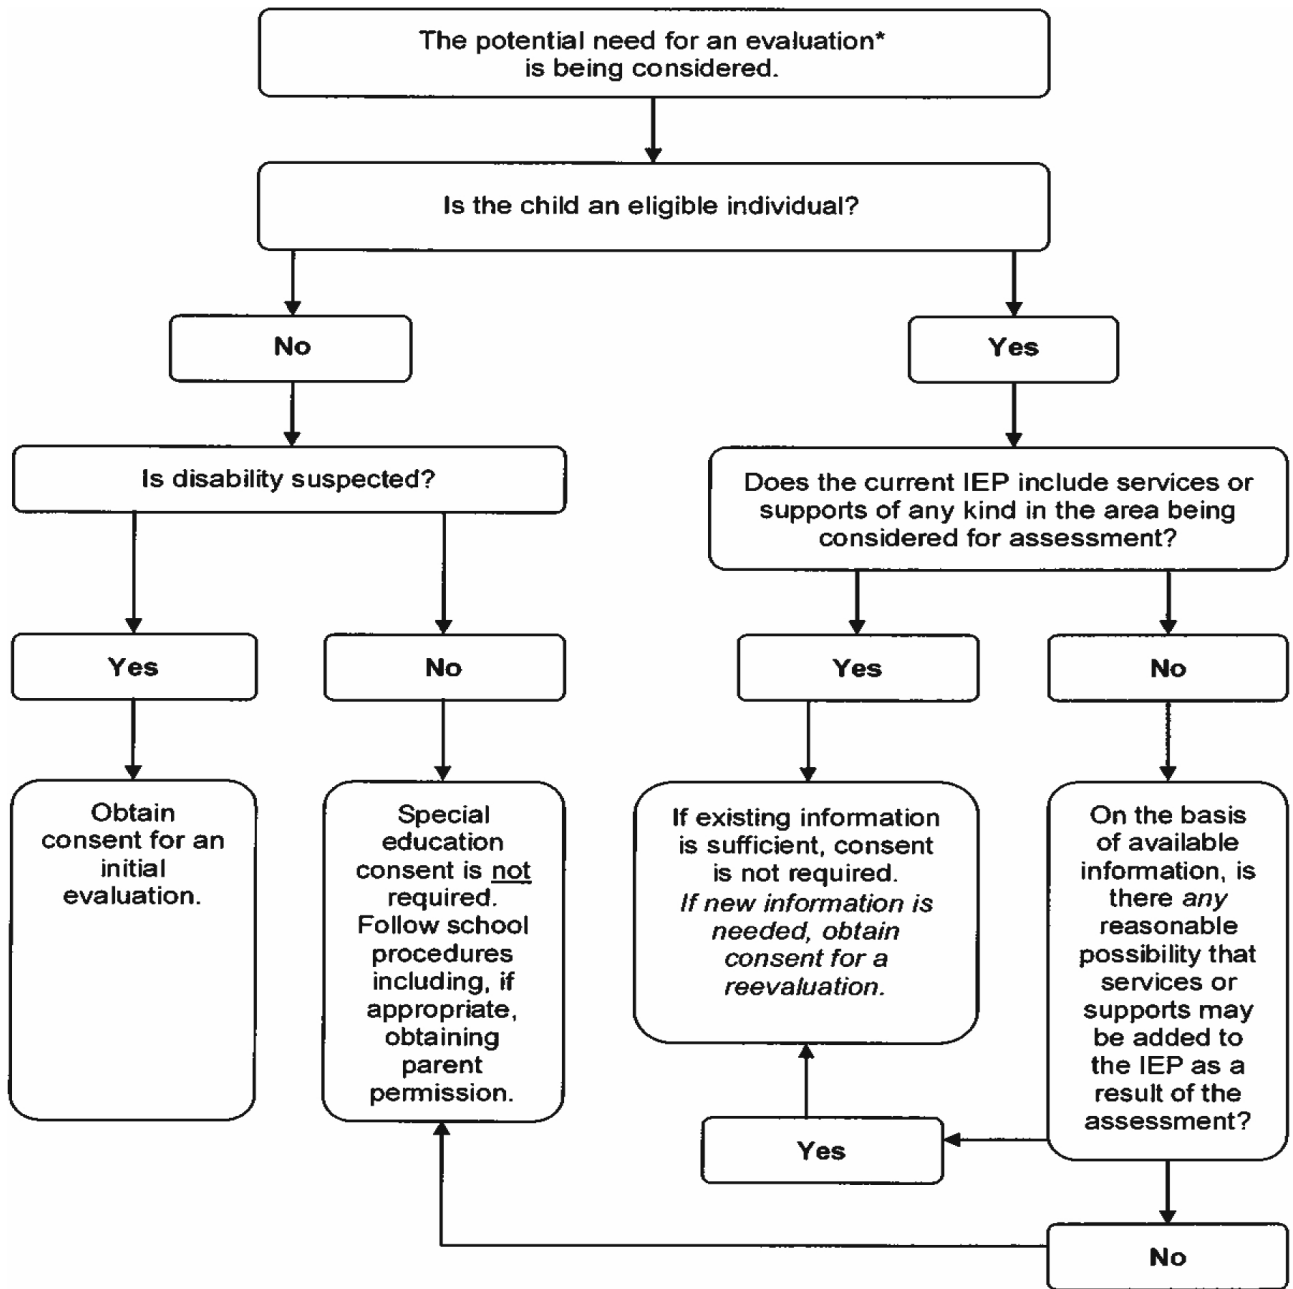 The potential need for an evaluation*
is being considered.
Is the child an eligible individual?
No
Yes
Is disability suspected?
Does the current IEP include services or
supports of any kind in the area being
considered for assessment?
Yes
No
Yes
No
Obtain
consent for an
initial
evaluation.
Special
education
consent is not
required.
Follow school
procedures
including, if
appropriate,
obtaining
parent
permission.
If existing information
is sufficient, consent
is not required.
If new information is
needed, obtain
consent for a
reevaluation.
On the basis
of available
information, is
there any
reasonable
possibility that
services or
supports may
be added to
the IEP as a
result of the
assessment?
Yes
No